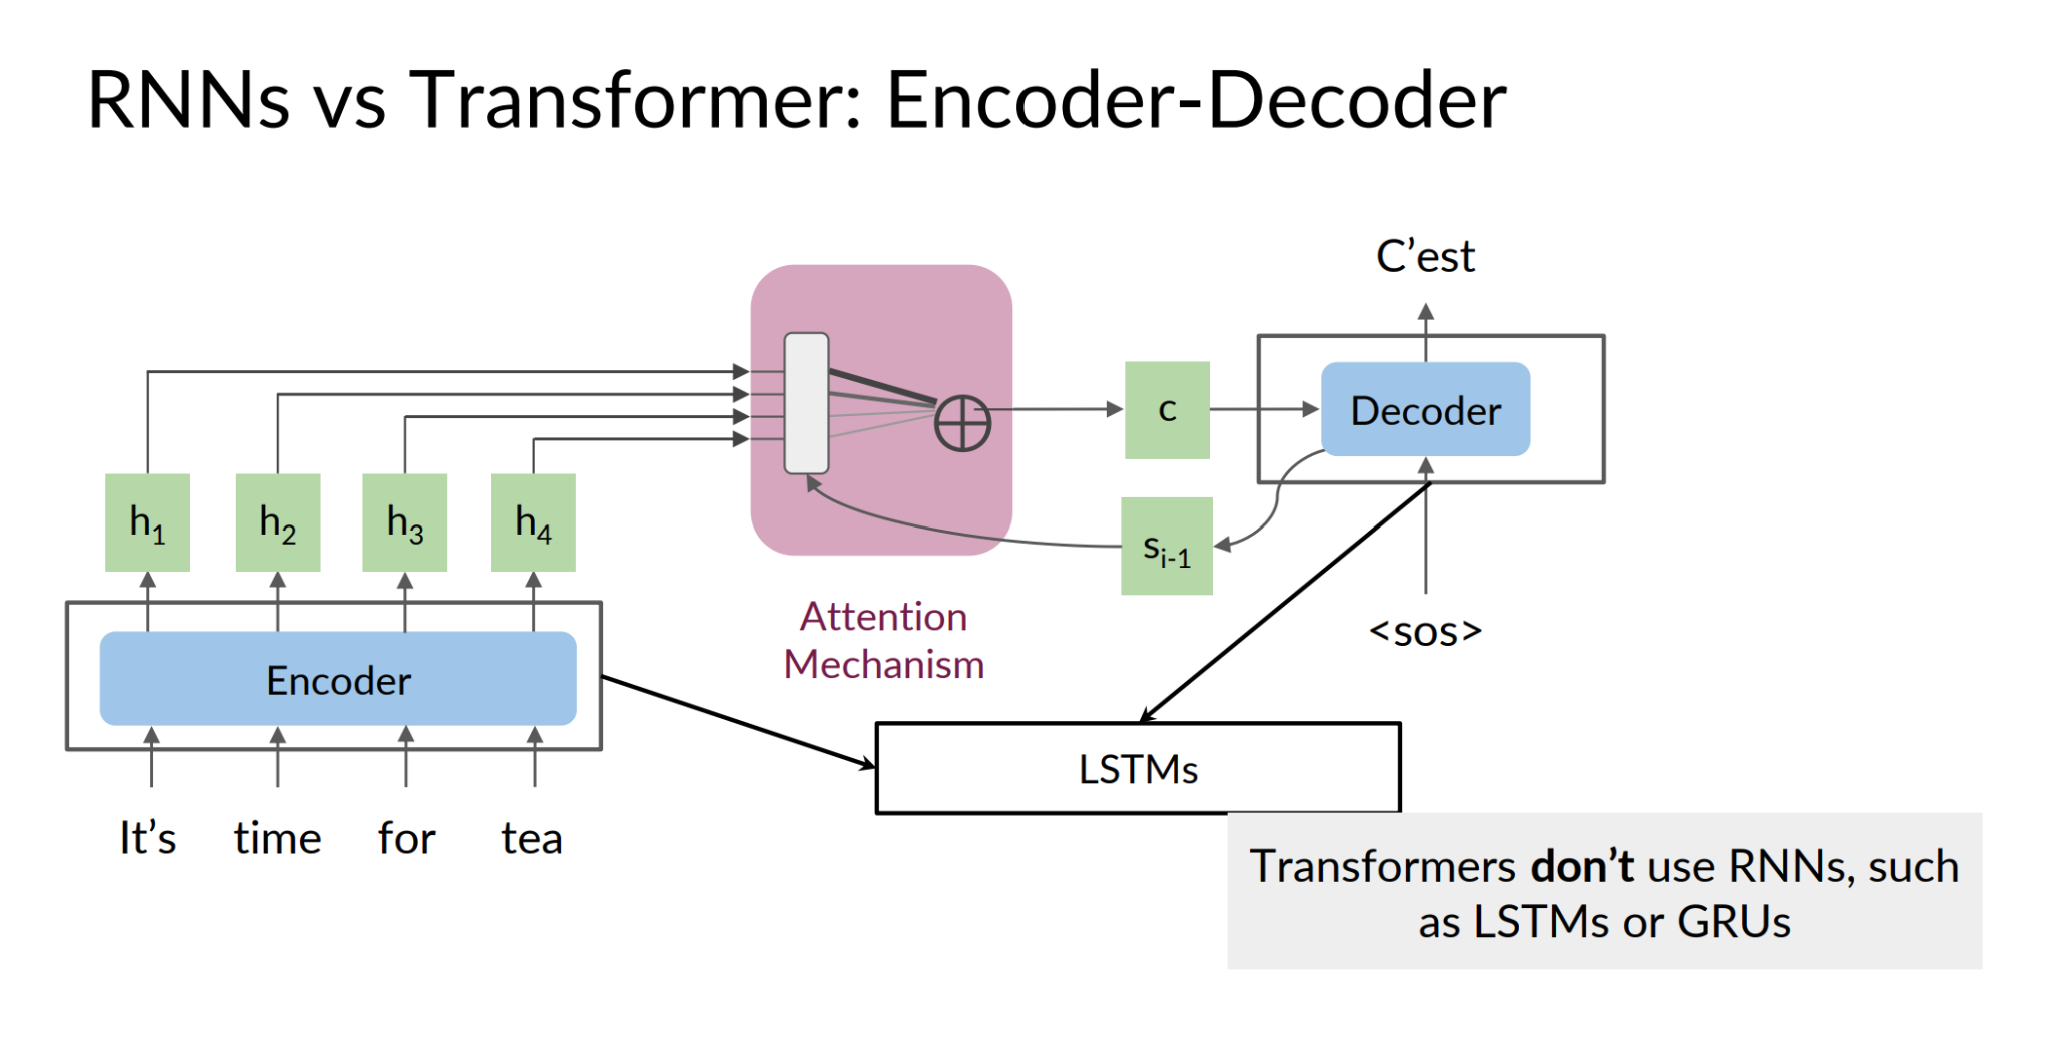 RNNs vs Transformer: Encoder-Decoder
C’est
c
Decoder
h1
h2
h3
h4
si-1
Attention
Mechanism
<sos>
Encoder
LSTMs
It’s
time
for
tea
Transformers don’t use RNNs, such
as LSTMs or GRUs